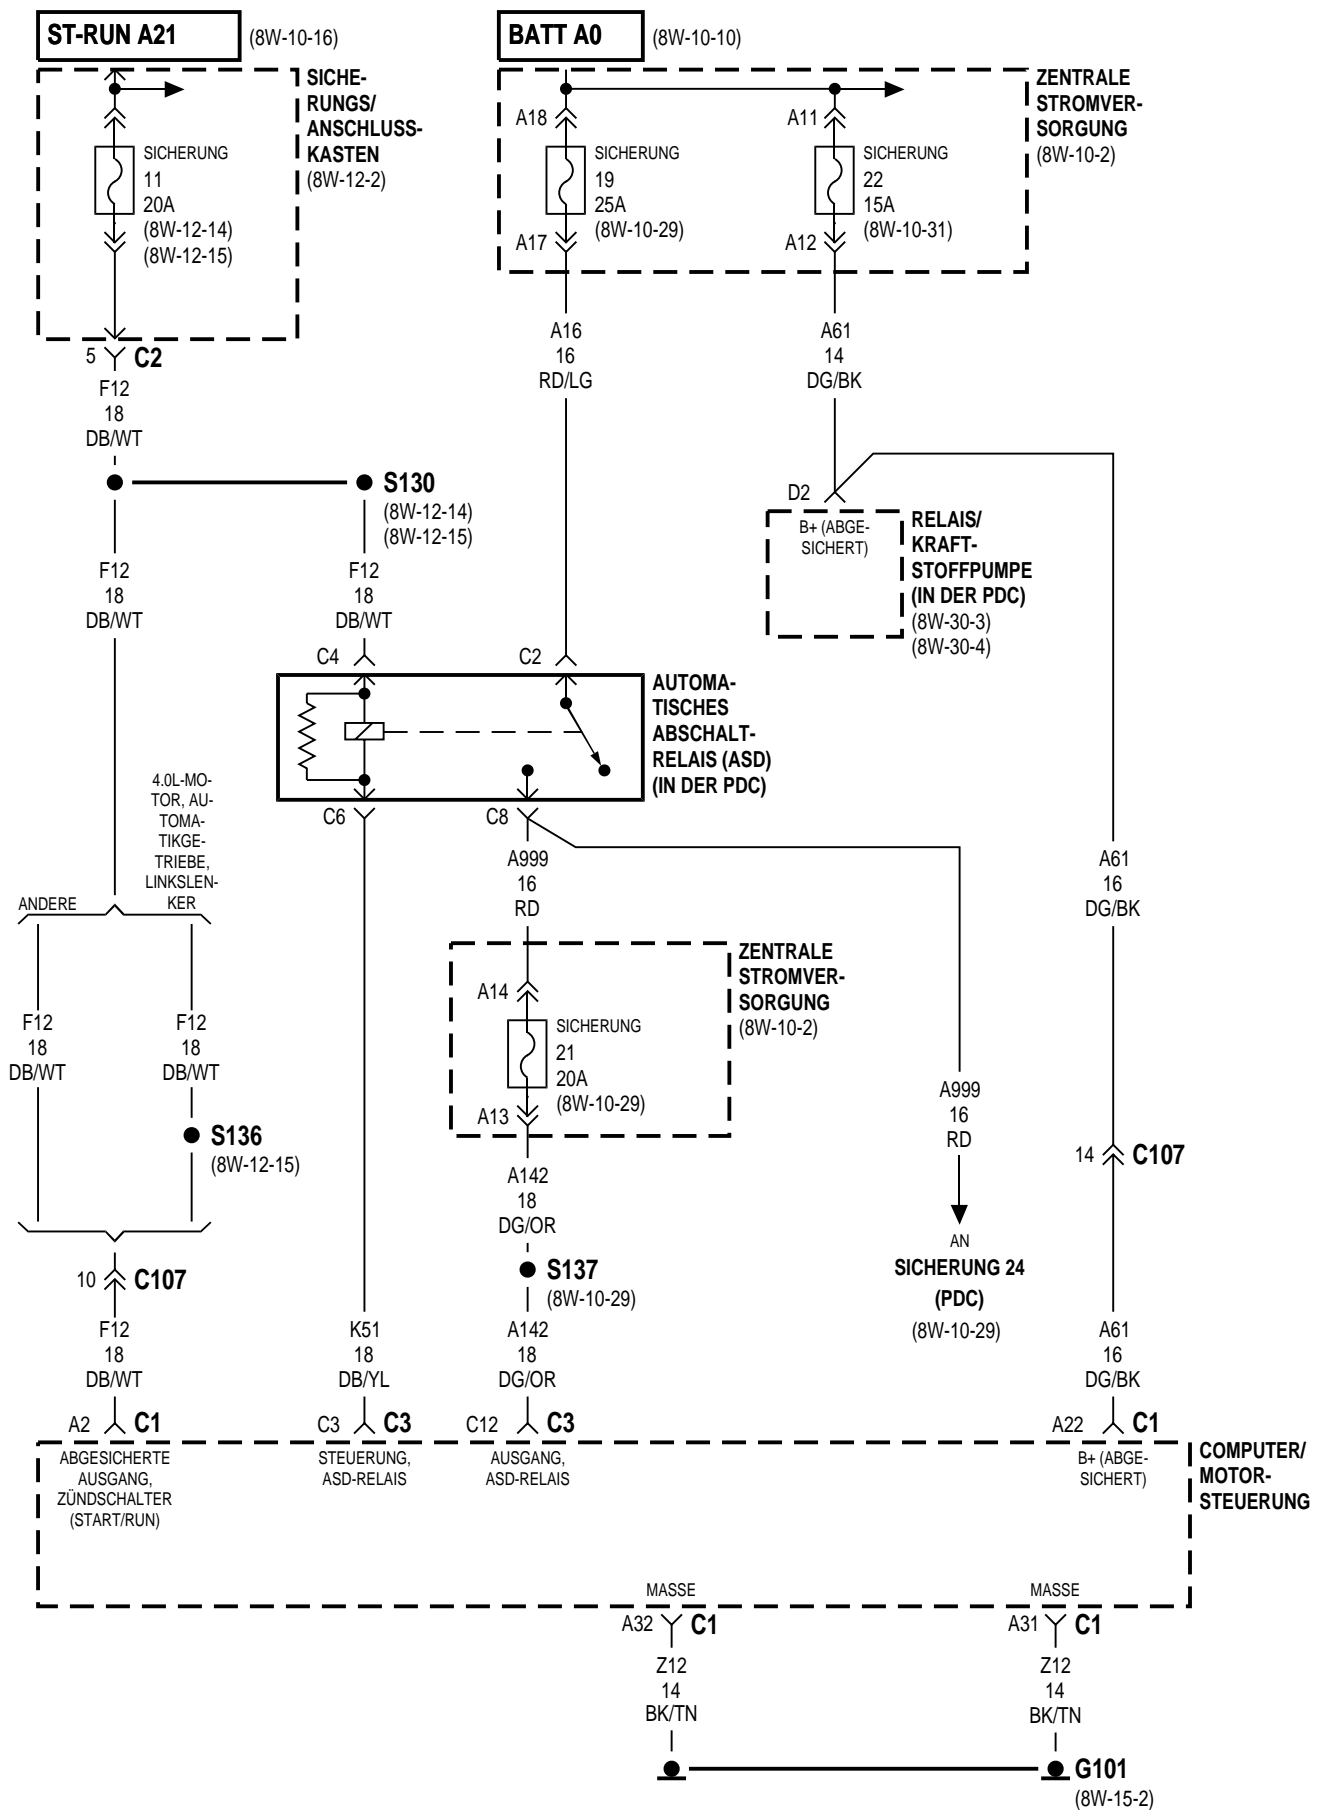 ST-RUN A21
(8W-10-16)
BATT A0
(8W-10-10)
SICHE-
RUNGS/
ANSCHLUSS-
KASTEN
(8W-12-2)
SICHERUNG
11
20A
(8W-12-14)
(8W-12-15)
A18
SICHERUNG
19
25A
(8W-10-29)
A17
A11
SICHERUNG
22
15A
(8W-10-31)
A12
ZENTRALE
STROMVER-
SORGUNG
(8W-10-2)
5
C2
F12
18
DB/WT
A16
16
RD/LG
A61
14
DG/BK
S130
(8W-12-14)
(8W-12-15)
D2
B+ (ABGE-
SICHERT)
RELAIS/
KRAFT-
STOFFPUMPE
(IN DER PDC)
(8W-30-3)
(8W-30-4)
F12
18
DB/WT
F12
18
DB/WT
C4
C2
AUTOMA-
TISCHES
ABSCHALT-
RELAIS (ASD)
(IN DER PDC)
C6
C8
4.0L-MO-
TOR, AU-
TOMA-
TIKGE-
TRIEBE,
LINKSLEN-
KER
ANDERE
A999
16
RD
A61
16
DG/BK
ZENTRALE
STROMVER-
SORGUNG
(8W-10-2)
A14
SICHERUNG
21
20A
(8W-10-29)
A13
F12
18
DB/WT
F12
18
DB/WT
S136
(8W-12-15)
A999
16
RD
14
C107
A142
18
DG/OR
AN
SICHERUNG 24
(PDC)
(8W-10-29)
S137
(8W-10-29)
10
C107
F12
18
DB/WT
K51
18
DB/YL
A142
18
DG/OR
A61
16
DG/BK
A2
C1
C3
C3
C12
C3
A22
C1
ABGESICHERTE
AUSGANG,
ZÜNDSCHALTER
(START/RUN)
STEUERUNG,
ASD-RELAIS
AUSGANG,
ASD-RELAIS
B+ (ABGE-
SICHERT)
COMPUTER/
MOTOR-
STEUERUNG
MASSE
MASSE
A32
C1
A31
C1
Z12
14
BK/TN
Z12
14
BK/TN
G101
(8W-15-2)